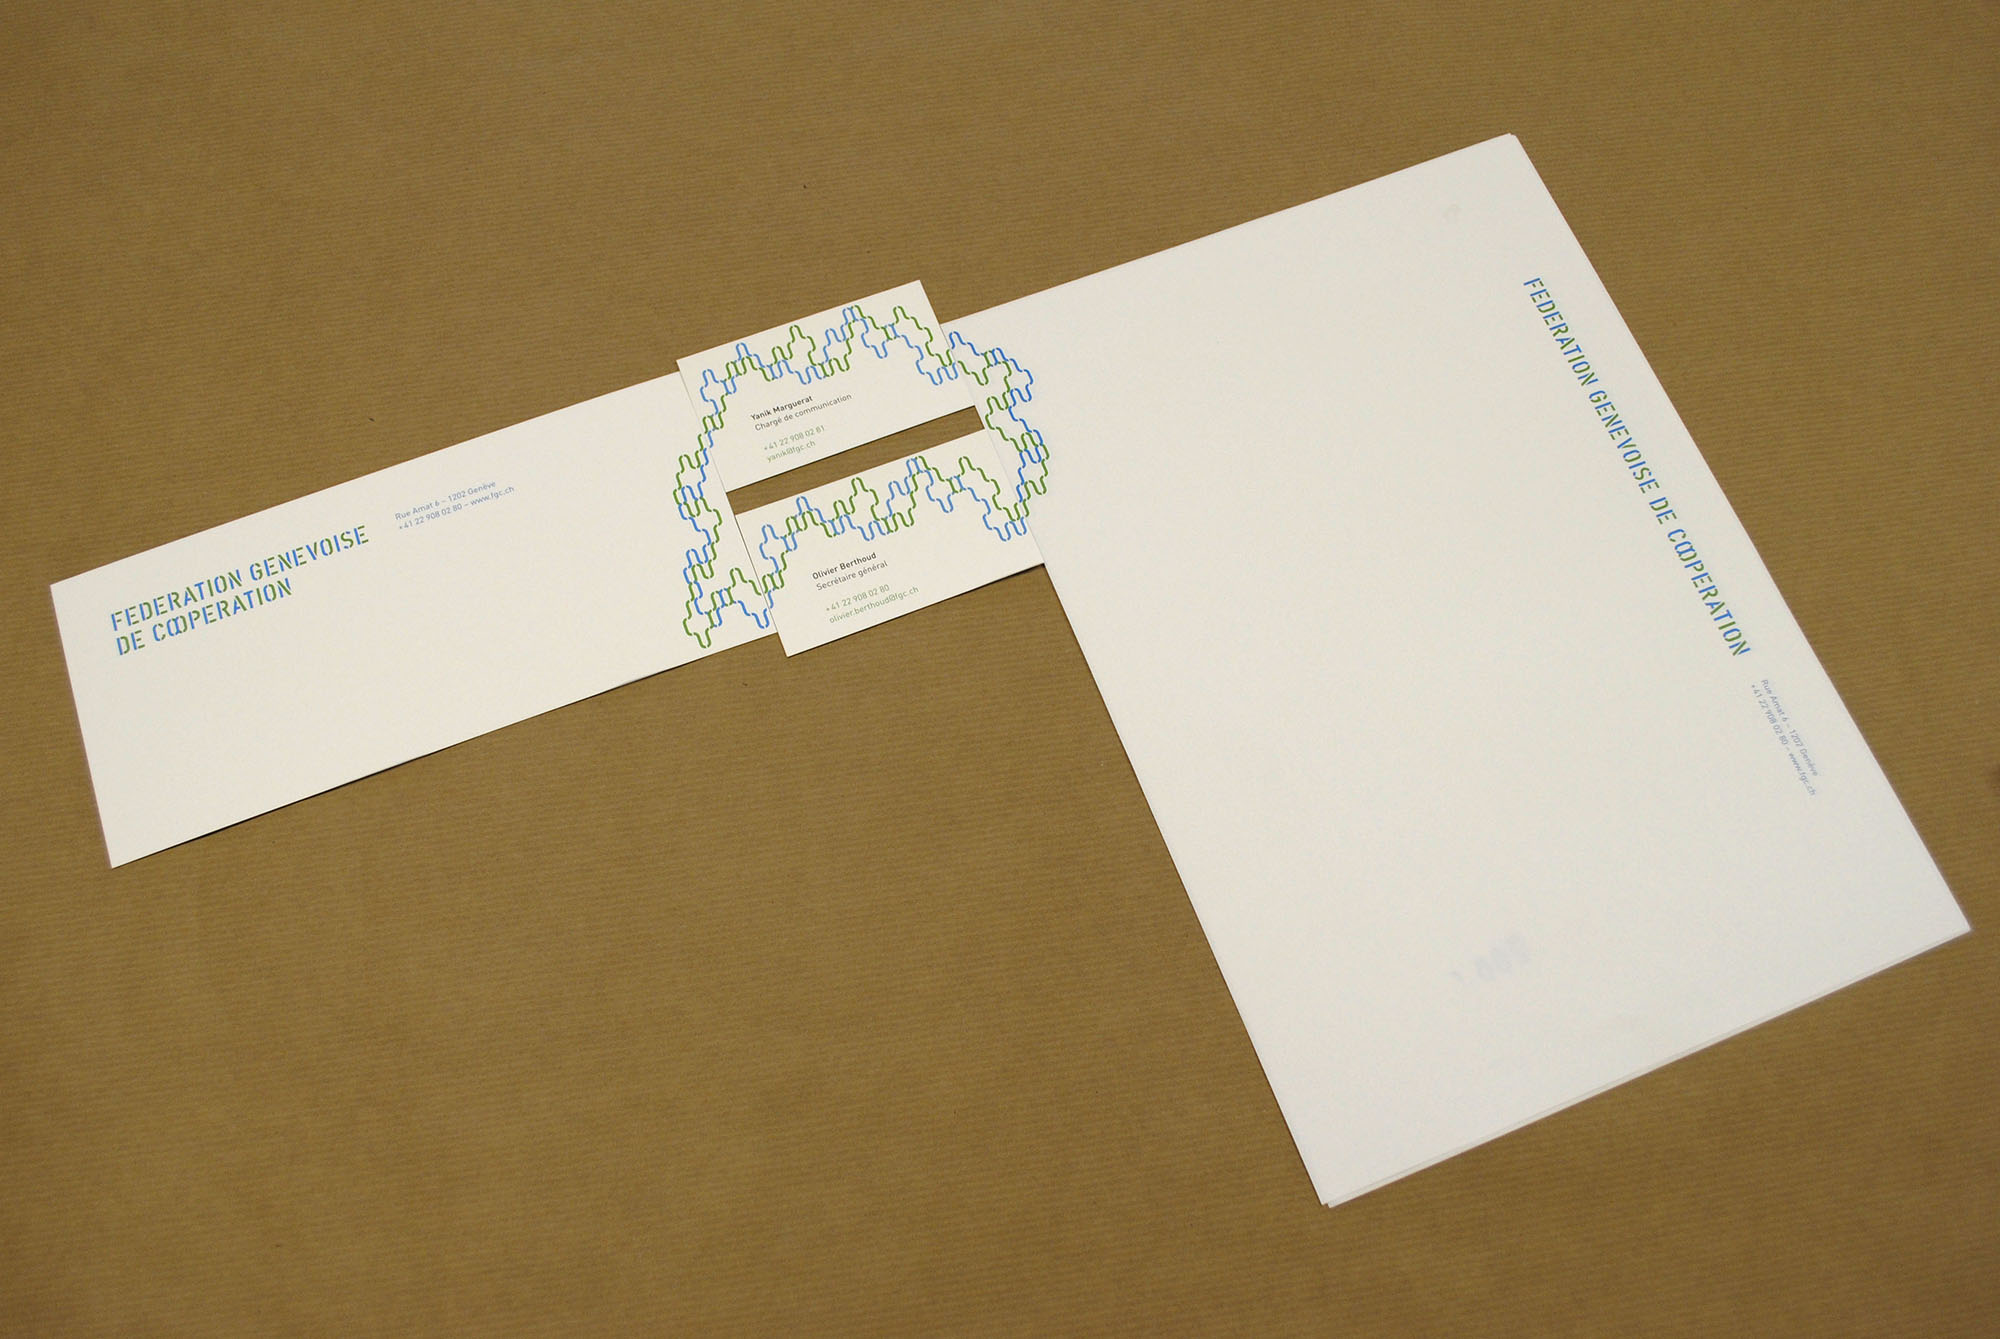 FEDERATION GENEVOISE
DE COOPERATION
Rue Amat 6 – 1202 Genève
+41 22 908 02 80 – www.fgc.ch
Yanik Marguerat
Chargé de communication
+41 22 908 02 81
yanik@fgc.ch
Olivier Berthoud
Secrétaire général
+41 22 908 02 80
olivier.berthoud@fgc.ch
FEDERATION GENEVOISE DE COOPERATION
Rue Amat 6 – 1202 Genève
+41 22 908 02 80 – www.fgc.ch